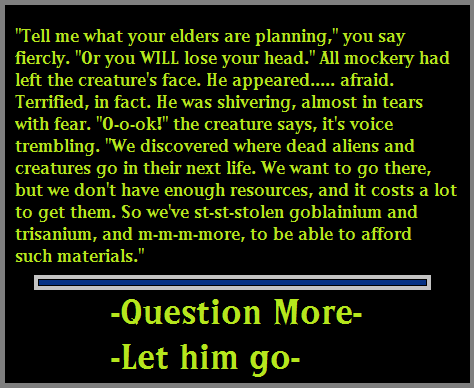 "Tell me what your elders are planning," you say
fiercly. "Or you WILL lose your head." All mockery had
left the creature's face. He appeared..... afraid.
Terrified, in fact. He was shivering, almost in tears
with fear. "O-o-ok!" the creature says, it's voice
trembling. "We discovered where dead aliens and
creatures go in their next life. We want to go there,
but we don't have enough resources, and it costs a lot
to get them. So we've st-st-stolen goblainium and
trisanium, and m-m-m-more, to be able to afford
such materials."
-Question More-
-Let him go-